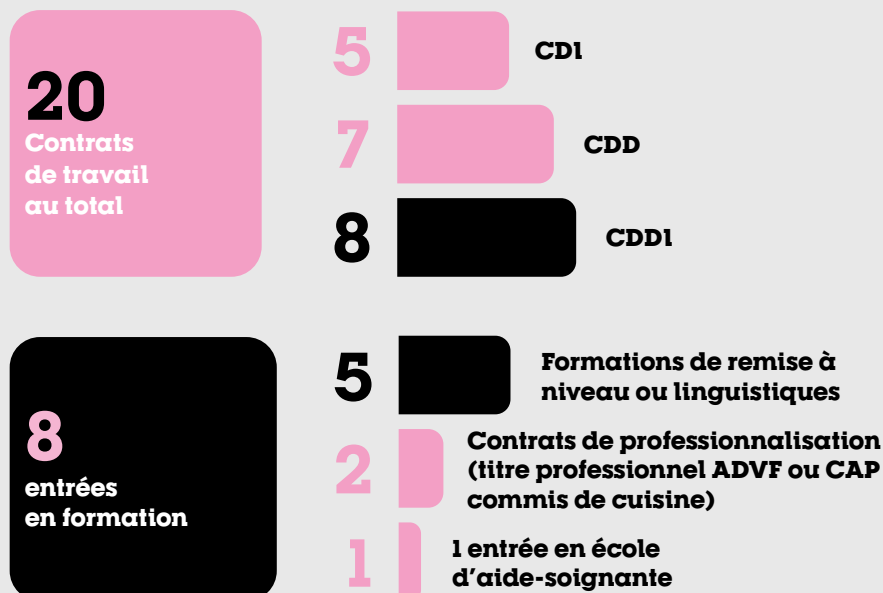 20
Contrats
de travail
au total
5
CDI
7
CDD
8
CDDI
8
entrées
en formation
5
Formations de remise à
niveau ou linguistiques
2
Contrats de professionnalisation
(titre professionnel ADVF ou CAP
commis de cuisine)
1
1 entrée en école
d'aide-soignante